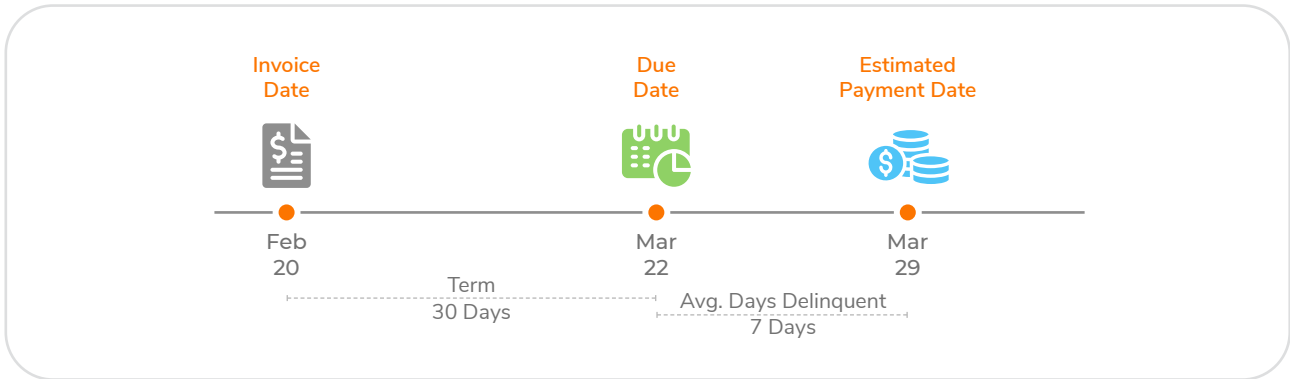 Invoice
Date
Due
Date
Estimated
Payment Date
$
$
Feb
20
Mar
22
Mar
29
Term
30 Days
Avg. Days Delinquent
7 Days